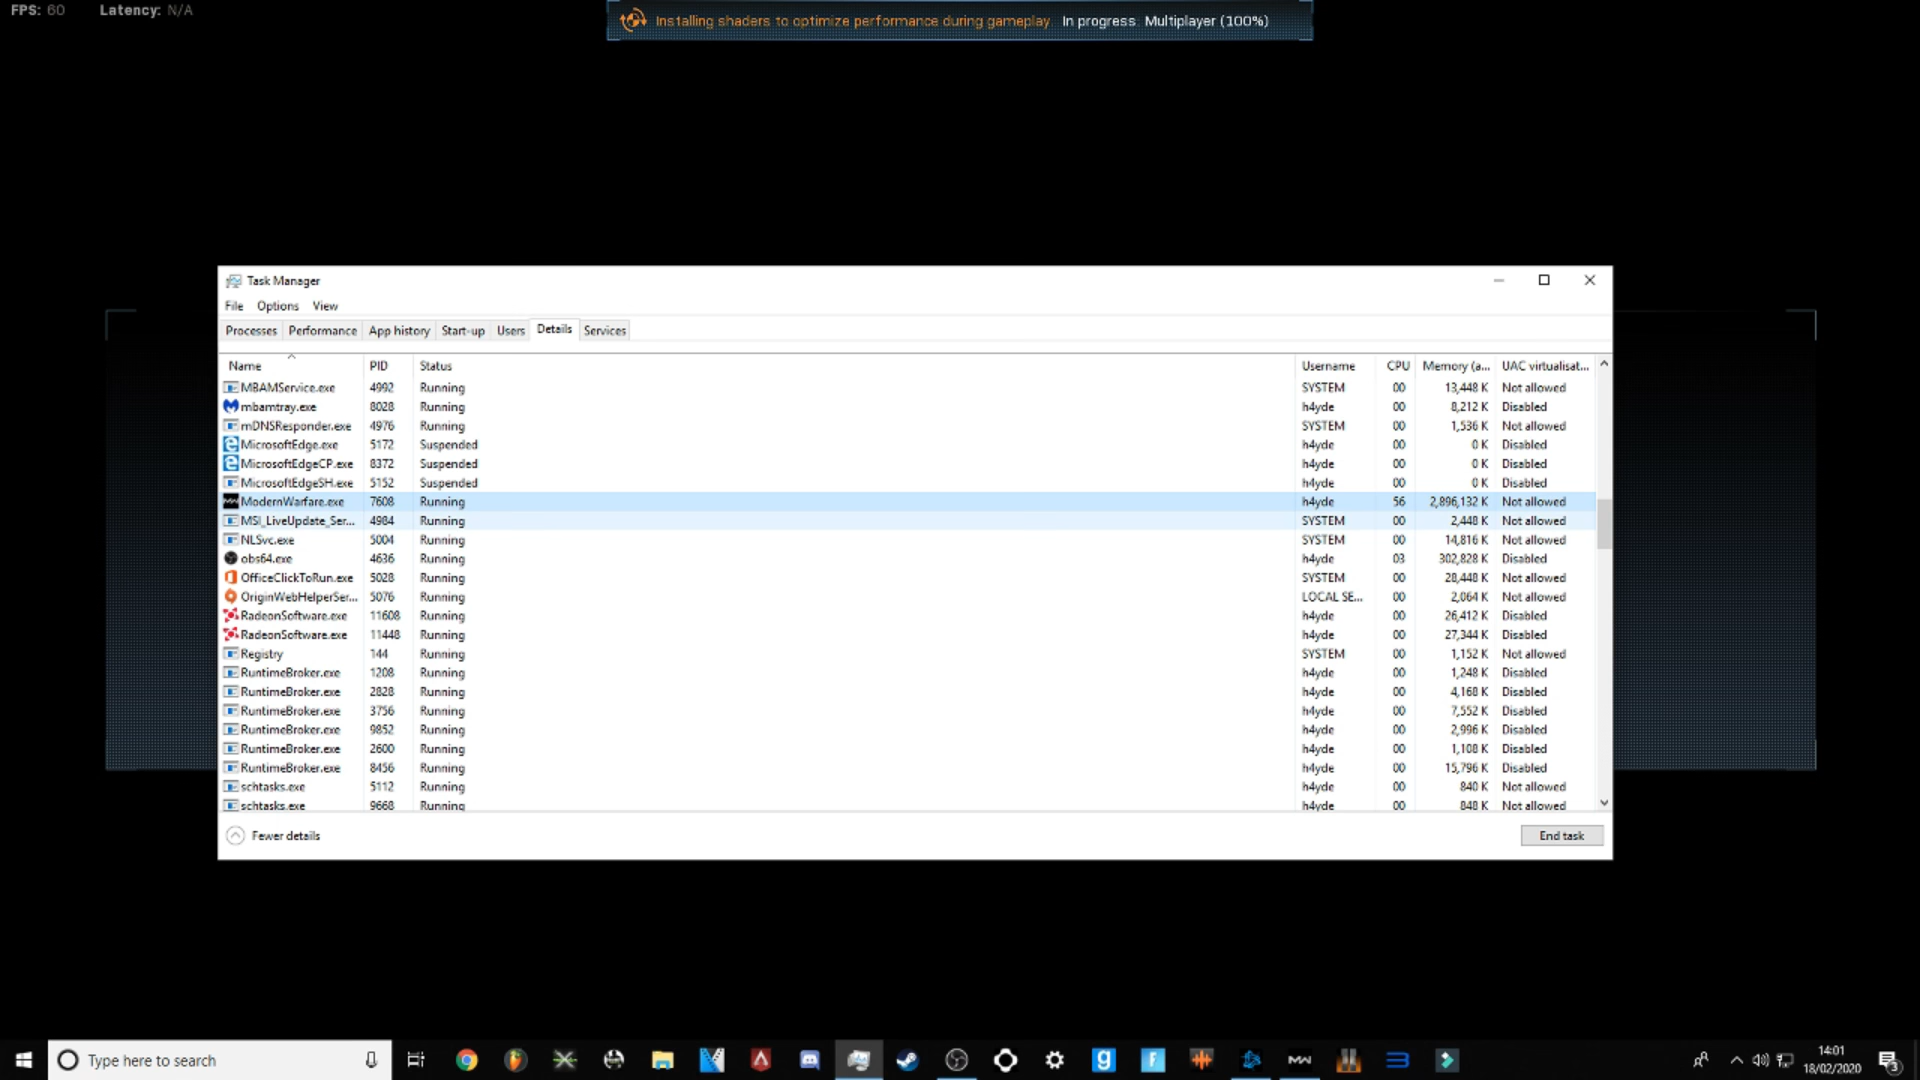 FPS: 60 Latency: N/A
Installing shaders to optimize performance during gameplay. In progress: Multiplayer (100%)
Task Manager
File Options View
Processes Performance App history Start-up Users Details Services
Name PID Status Username CPU Memory (a... UAC virtualisat...
MBAMService.exe 4992 Running SYSTEM 00 13,448 K Not allowed
mbamtray.exe 8028 Running h4yde 00 8,212 K Disabled
mDNSResponder.exe 4976 Running SYSTEM 00 1,536 K Not allowed
MicrosoftEdge.exe 5172 Suspended h4yde 00 0 K Disabled
MicrosoftEdgeCP.exe 8372 Suspended h4yde 00 0 K Disabled
MicrosoftEdgeSH.exe 5152 Suspended h4yde 00 0 K Disabled
ModernWarfare.exe 7608 Running h4yde 56 2,896,132 K Not allowed
MSI_LiveUpdate_Ser... 4984 Running SYSTEM 00 2,448 K Not allowed
NLSvc.exe 5004 Running SYSTEM 00 14,816 K Not allowed
obs64.exe 4636 Running h4yde 03 302,828 K Disabled
OfficeClickToRun.exe 5028 Running SYSTEM 00 28,448 K Not allowed
OriginWebHelperSer... 5076 Running LOCAL SE... 00 2,064 K Not allowed
RadeonSoftware.exe 11608 Running h4yde 00 26,412 K Disabled
RadeonSoftware.exe 11448 Running h4yde 00 27,344 K Disabled
Registry 144 Running SYSTEM 00 1,152 K Not allowed
RuntimeBroker.exe 1208 Running h4yde 00 1,248 K Disabled
RuntimeBroker.exe 2828 Running h4yde 00 4,168 K Disabled
RuntimeBroker.exe 3756 Running h4yde 00 7,552 K Disabled
RuntimeBroker.exe 9852 Running h4yde 00 2,996 K Disabled
RuntimeBroker.exe 2600 Running h4yde 00 1,108 K Disabled
RuntimeBroker.exe 8456 Running h4yde 00 15,796 K Disabled
schtasks.exe 5112 Running h4yde 00 840 K Not allowed
schtasks.exe 9668 Running h4yde 00 848 K Not allowed
Fewer details End task
Type here to search
14:01
18/02/2020
3